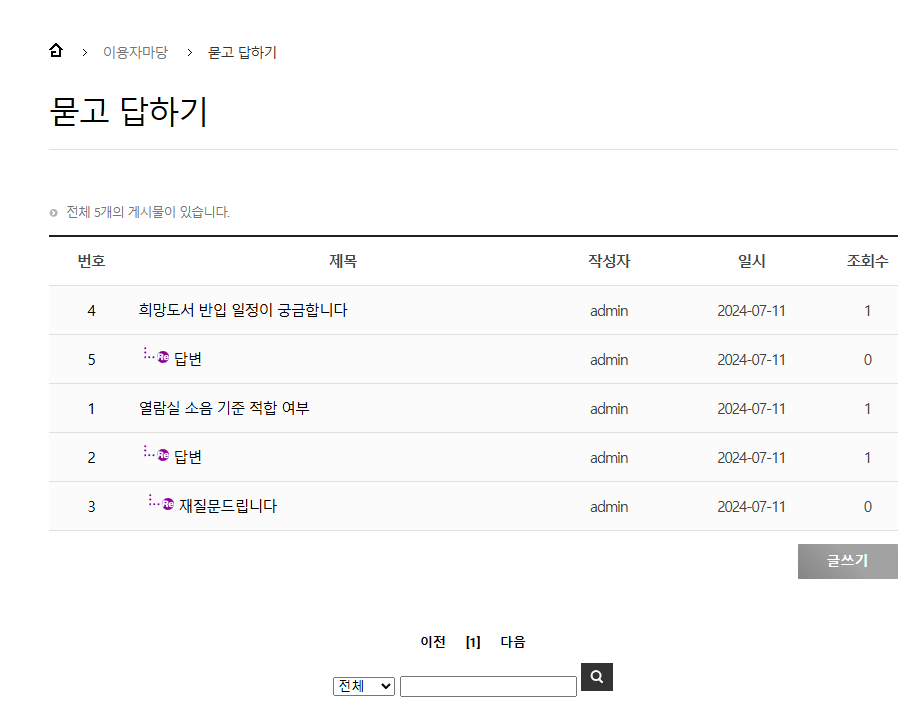 이용자마당 묻고 답하기
묻고 답하기
전체 5개의 게시물이 있습니다.
번호 제목 작성자 일시 조회수
4 희망도서 반입 일정이 궁금합니다 admin 2024-07-11 1
5 Re 답변 admin 2024-07-11 0
1 열람실 소음 기준 적합 여부 admin 2024-07-11 1
2 Re 답변 admin 2024-07-11 1
3 Re 재질문드립니다 admin 2024-07-11 0
글쓰기
이전 [1] 다음
전체